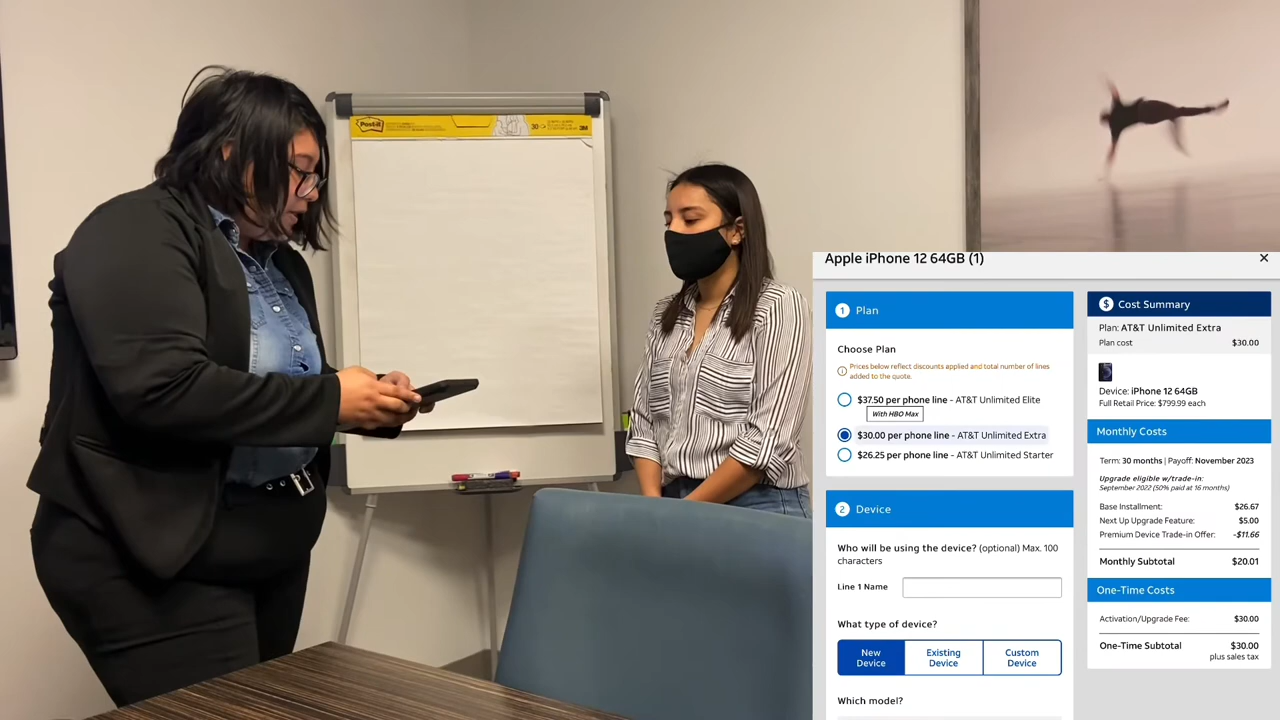 Post-it
30
3M
Apple iPhone 12 64GB (1)
1 Plan
Choose Plan
Prices below reflect discounts applied and total number of lines
added to the quote.
$37.50 per phone line - AT&T Unlimited Elite
With HBO Max
$30.00 per phone line - AT&T Unlimited Extra
$26.25 per phone line - AT&T Unlimited Starter
2 Device
Who will be using the device? (optional) Max. 100
characters
Line 1 Name
What type of device?
New Device
Existing Device
Custom Device
Which model?
$ Cost Summary
Plan: AT&T Unlimited Extra
Plan cost $30.00
Device: iPhone 12 64GB
Full Retail Price: $799.99 each
Monthly Costs
Term: 30 months | Payoff: November 2023
Upgrade eligible w/trade-in:
September 2022 (50% paid at 16 months)
Base Installment: $26.67
Next Up Upgrade Feature: $5.00
Premium Device Trade-in Offer: -$11.66
Monthly Subtotal $20.01
One-Time Costs
Activation/Upgrade Fee: $30.00
One-Time Subtotal $30.00
plus sales tax